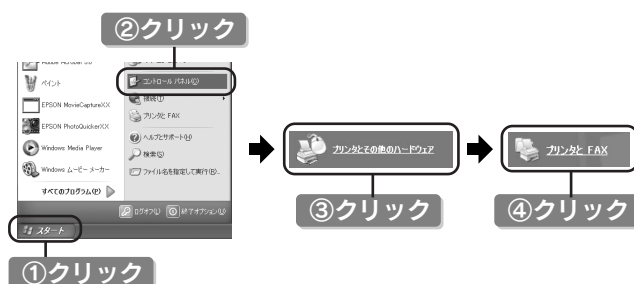 ②クリック
ペイント
EPSON MovieCaptureXX
EPSON PhotoQuickerXX
Windows Media Player
Windows ムービー メーカー
すべてのプログラム(P)
コントロール パネル(C)
接続(T)
プリンタと FAX
ヘルプとサポート(H)
検索(S)
ファイル名を指定して実行(R)...
ログオフ(L)
終了オプション(U)
スタート
①クリック
プリンタとその他のハードウェア
③クリック
プリンタと FAX
④クリック